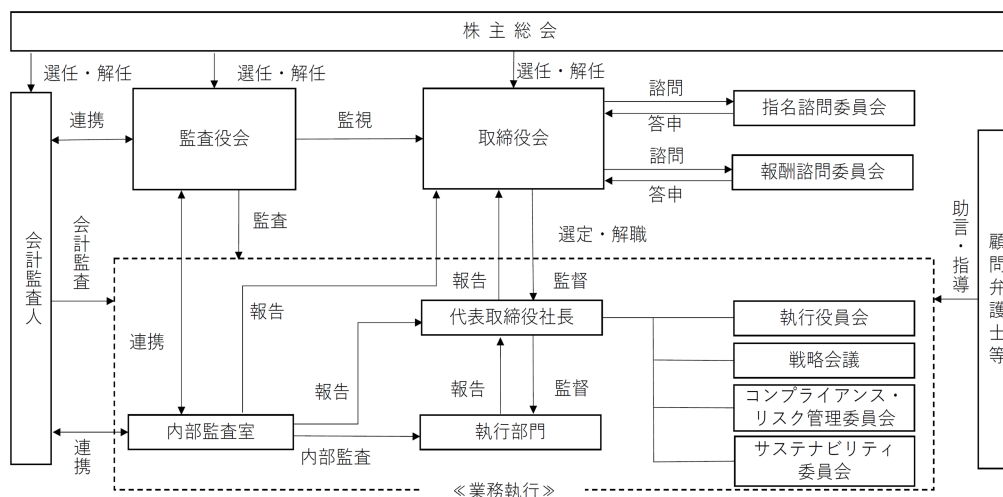 株 主 総 会
選任・解任
選任・解任
選任・解任
会計監査人
連携
監査役会
監視
取締役会
諮問
答申
指名諮問委員会
諮問
答申
報酬諮問委員会
会計監査
監査
選定・解職
助言・指導
顧問弁護士等
連携
報告
報告
監督
代表取締役社長
執行役員会
戦略会議
コンプライアンス・
リスク管理委員会
サステナビリティ
委員会
報告
報告
監督
連携
内部監査室
内部監査
執行部門
≪業務執行≫